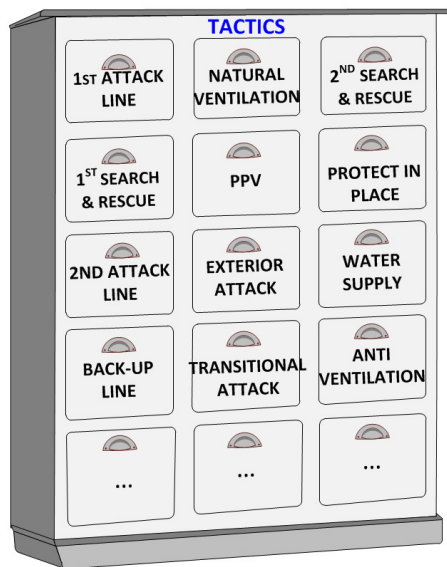 TACTICS
1ST ATTACK
LINE
NATURAL
VENTILATION
2ND SEARCH
& RESCUE
1ST SEARCH
& RESCUE
PPV
PROTECT IN
PLACE
2ND ATTACK
LINE
EXTERIOR
ATTACK
WATER
SUPPLY
BACK-UP
LINE
TRANSITIONAL
ATTACK
ANTI
VENTILATION
...
...
...